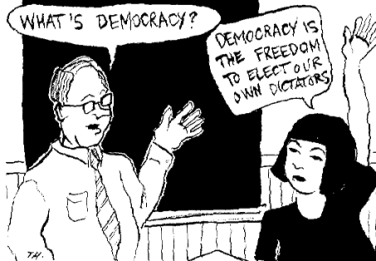 WHAT'S DEMOCRACY?
DEMOCRACY IS
THE FREEDOM
TO ELECT OUR
OWN DICTATORS
TH.